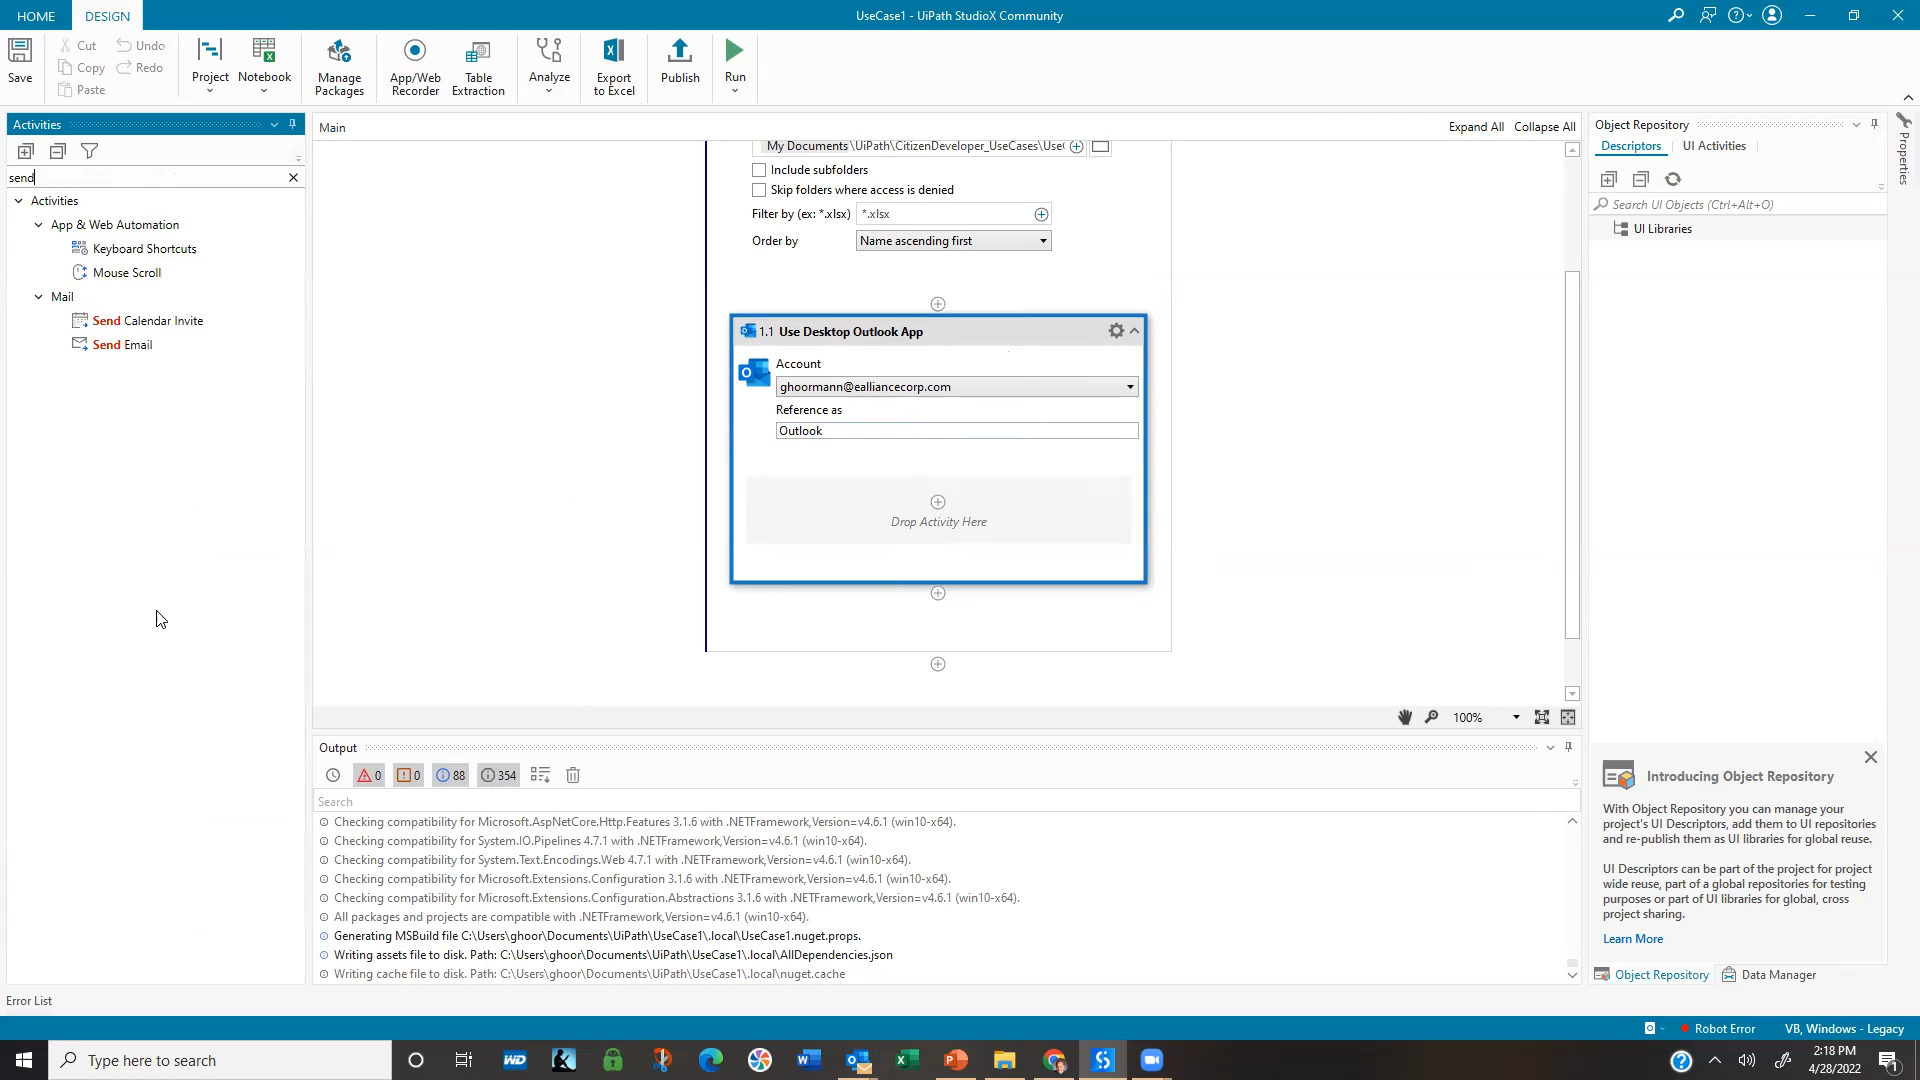 HOME DESIGN UseCase1 - UiPath StudioX Community
Save
Cut Undo
Copy Redo
Paste
Project Notebook
Manage Packages
App/Web Recorder
Table Extraction
Analyze
Export to Excel
Publish
Run
Activities
send
Activities
App & Web Automation
Keyboard Shortcuts
Mouse Scroll
Mail
Send Calendar Invite
Send Email
Main Expand All Collapse All
My Documents\UiPath\CitizenDeveloper_UseCases\Use(
Include subfolders
Skip folders where access is denied
Filter by (ex: *.xlsx) *.xlsx
Order by Name ascending first
1.1 Use Desktop Outlook App
Account
ghoormann@ealliancecorp.com
Reference as
Outlook
Drop Activity Here
100%
Output
0 0 88 354
Search
Checking compatibility for Microsoft.AspNetCore.Http.Features 3.1.6 with .NETFramework,Version=v4.6.1 (win10-x64).
Checking compatibility for System.IO.Pipelines 4.7.1 with .NETFramework,Version=v4.6.1 (win10-x64).
Checking compatibility for System.Text.Encodings.Web 4.7.1 with .NETFramework,Version=v4.6.1 (win10-x64).
Checking compatibility for Microsoft.Extensions.Configuration 3.1.6 with .NETFramework,Version=v4.6.1 (win10-x64).
Checking compatibility for Microsoft.Extensions.Configuration.Abstractions 3.1.6 with .NETFramework,Version=v4.6.1 (win10-x64).
All packages and projects are compatible with .NETFramework,Version=v4.6.1 (win10-x64).
Generating MSBuild file C:\Users\ghoor\Documents\UiPath\UseCase1\.local\UseCase1.nuget.props.
Writing assets file to disk. Path: C:\Users\ghoor\Documents\UiPath\UseCase1\.local\AllDependencies.json
Writing cache file to disk. Path: C:\Users\ghoor\Documents\UiPath\UseCase1\.local\nuget.cache
Object Repository
Descriptors UI Activities
Search UI Objects (Ctrl+Alt+O)
UI Libraries
Properties
Introducing Object Repository
With Object Repository you can manage your
project's UI Descriptors, add them to UI repositories
and re-publish them as UI libraries for global reuse.
UI Descriptors can be part of the project for project
wide reuse, part of a global repositories for testing
purposes or part of UI libraries for global, cross
project sharing.
Learn More
Object Repository Data Manager
Error List
Robot Error VB, Windows - Legacy
Type here to search
2:18 PM
4/28/2022
1